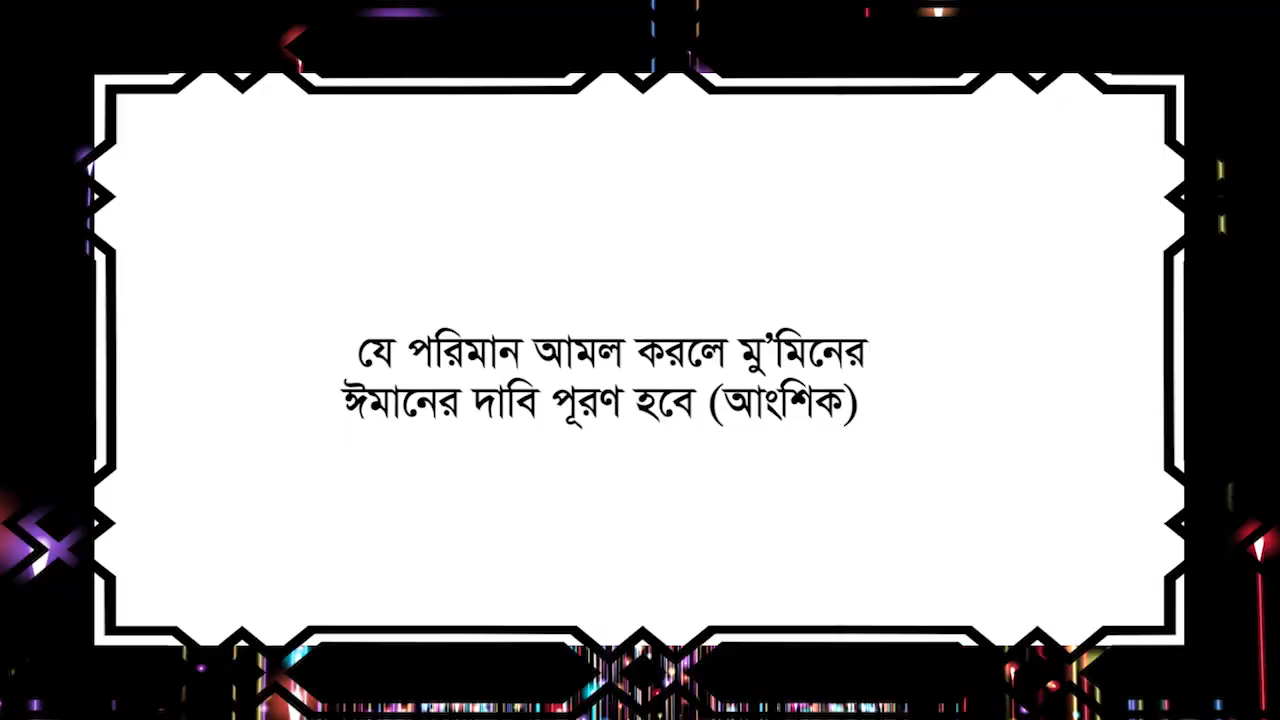 যে পরিমান আমল করলে মু’মিনের
ঈমানের দাবি পূরণ হবে (আংশিক)